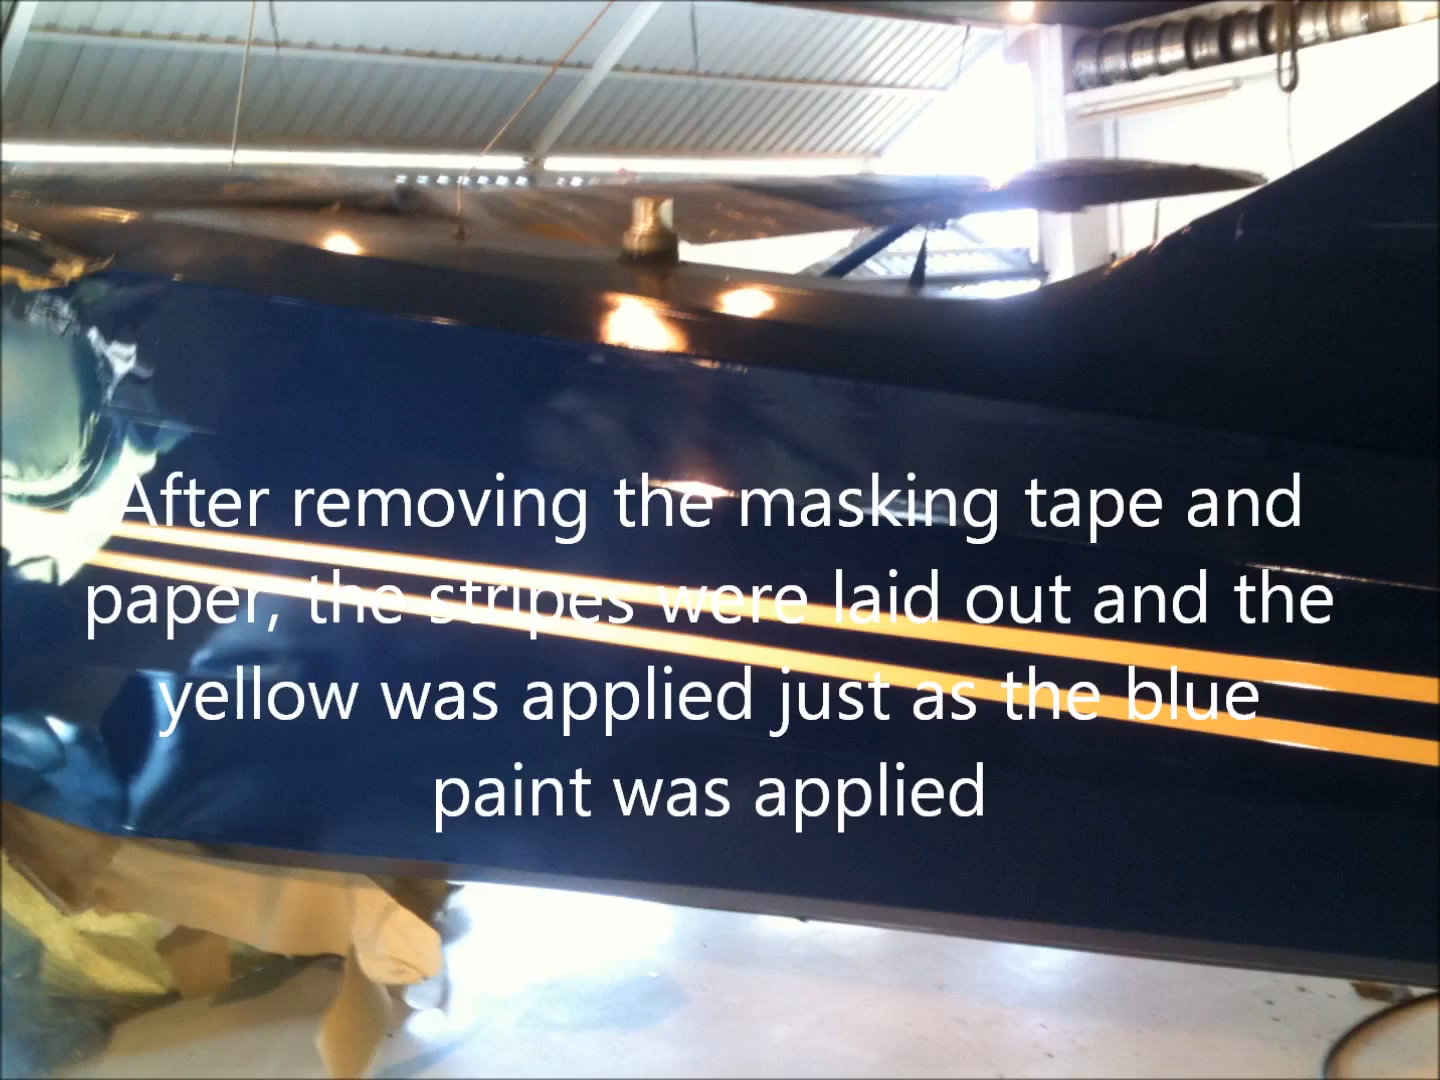 After removing the masking tape and
paper, the stripes were laid out and the
yellow was applied just as the blue
paint was applied